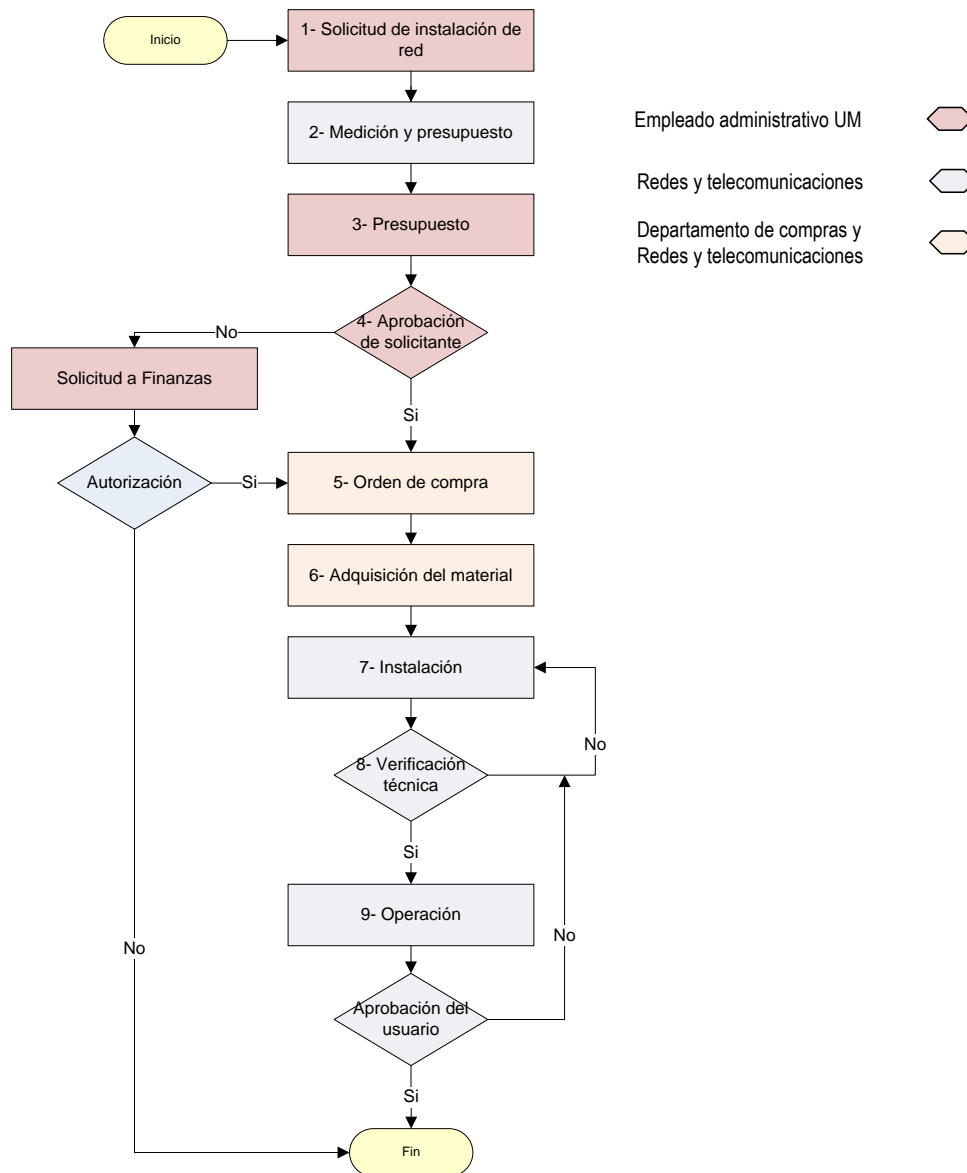 Inicio
1- Solicitud de instalación de
red
2- Medición y presupuesto
3- Presupuesto
4- Aprobación
de solicitante
No
Solicitud a Finanzas
Si
Autorización
Si
5- Orden de compra
6- Adquisición del material
7- Instalación
No
8- Verificación
técnica
Si
9- Operación
No
No
Aprobación del
usuario
Si
Fin
Empleado administrativo UM
Redes y telecomunicaciones
Departamento de compras y
Redes y telecomunicaciones